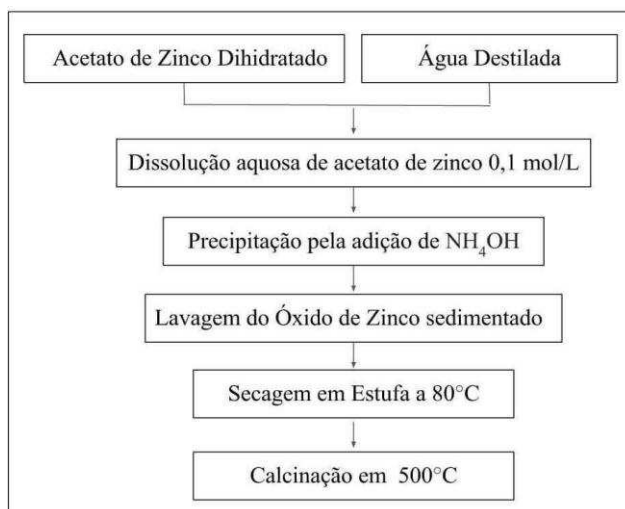 Acetato de Zinco Dihidratado
Água Destilada
Dissolução aquosa de acetato de zinco 0,1 mol/L
Precipitação pela adição de NH₄OH
Lavagem do Óxido de Zinco sedimentado
Secagem em Estufa a 80°C
Calcinação em 500°C